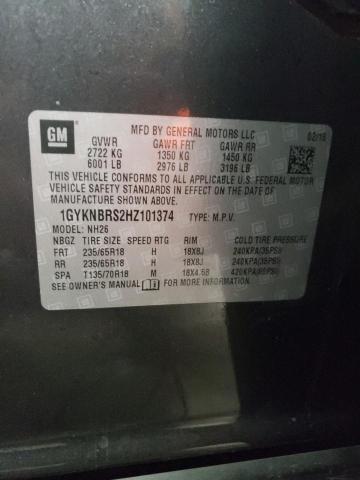 GM
MFD BY GENERAL MOTORS LLC
GVWR GAWR FRT GAWR RR
2722 KG 1350 KG 1450 KG
6001 LB 2976 LB 3196 LB
THIS VEHICLE CONFORMS TO ALL APPLICABLE U.S. FEDERAL MOTOR
VEHICLE SAFETY STANDARDS IN EFFECT ON THE DATE OF
MANUFACTURE SHOWN ABOVE.
1GYKNBRS2HZ101374 TYPE: M.P.V.
MODEL: NH26
NBGZ TIRE SIZE SPEED RTG RIM COLD TIRE PRESSURE
FRT 235/65R18 H 18X8J 240KPA(35PSI)
RR 235/65R18 H 18X8J 240KPA(35PSI)
SPA T135/70R18 M 18X4.5B 420KPA(60PSI)
SEE OWNER'S MANUAL FOR MORE INFORMATION